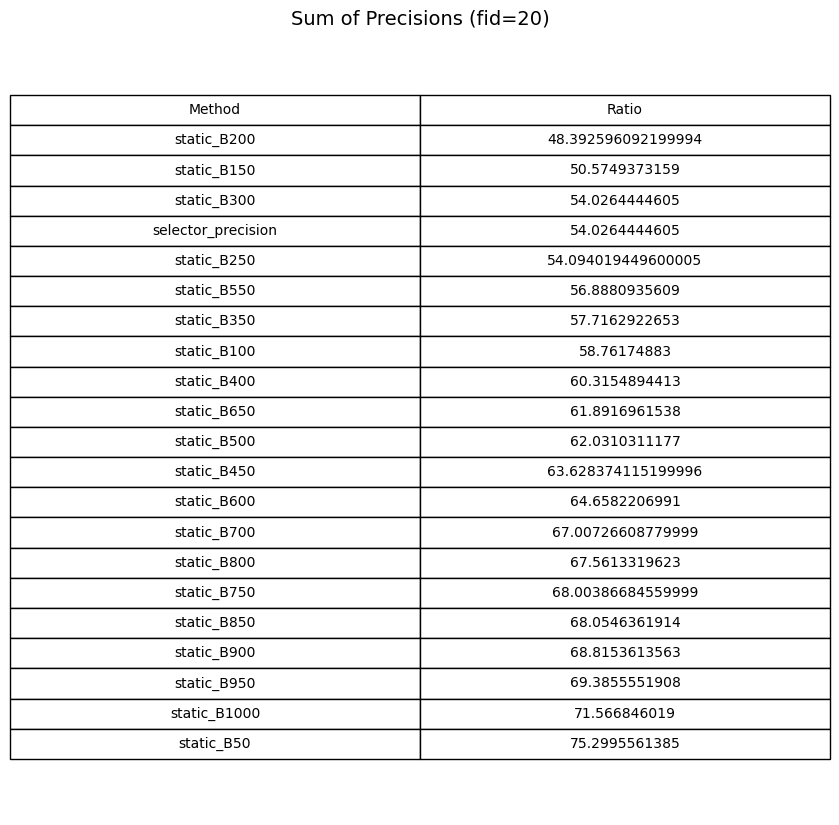 Sum of Precisions (fid=20)
Method Ratio
static_B200 48.392596092199994
static_B150 50.5749373159
static_B300 54.0264444605
selector_precision 54.0264444605
static_B250 54.094019449600005
static_B550 56.8880935609
static_B350 57.7162922653
static_B100 58.76174883
static_B400 60.3154894413
static_B650 61.8916961538
static_B500 62.0310311177
static_B450 63.628374115199996
static_B600 64.6582206991
static_B700 67.00726608779999
static_B800 67.5613319623
static_B750 68.00386684559999
static_B850 68.0546361914
static_B900 68.8153613563
static_B950 69.3855551908
static_B1000 71.566846019
static_B50 75.2995561385